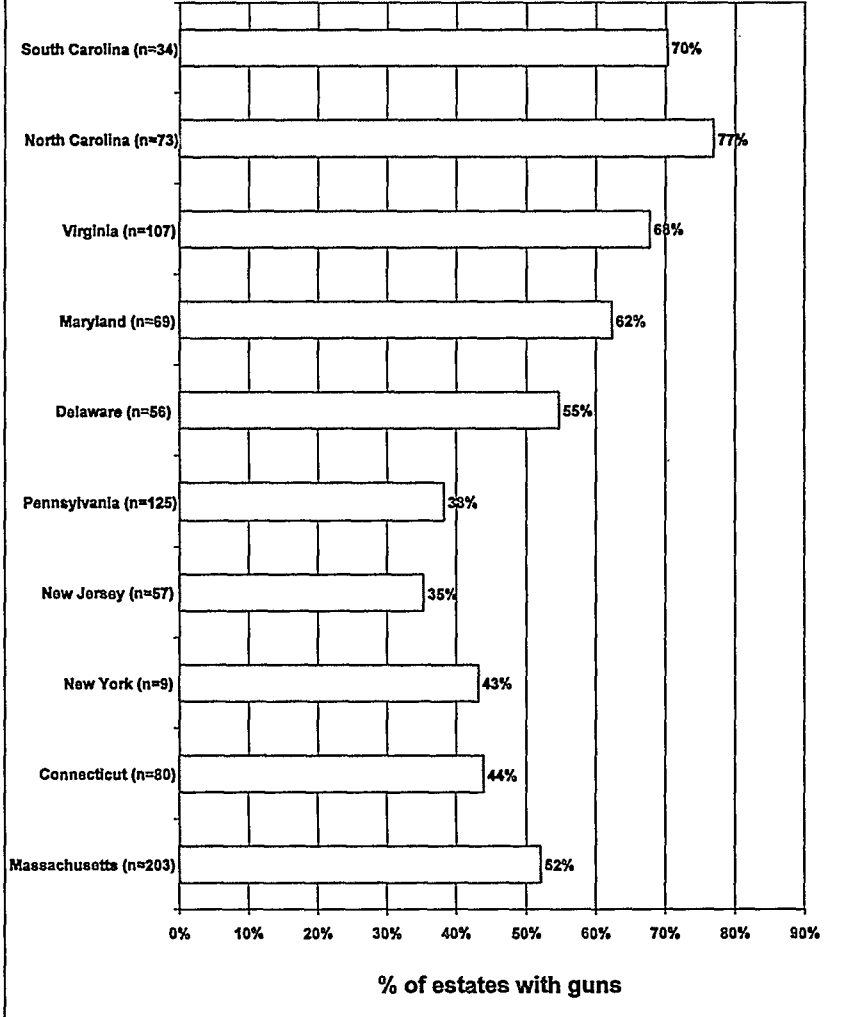 South Carolina (n=34) 70%
North Carolina (n=73) 77%
Virginia (n=107) 68%
Maryland (n=69) 62%
Delaware (n=56) 55%
Pennsylvania (n=125) 38%
New Jersey (n=57) 35%
New York (n=9) 43%
Connecticut (n=80) 44%
Massachusetts (n=203) 52%
0% 10% 20% 30% 40% 50% 60% 70% 80% 90%
% of estates with guns